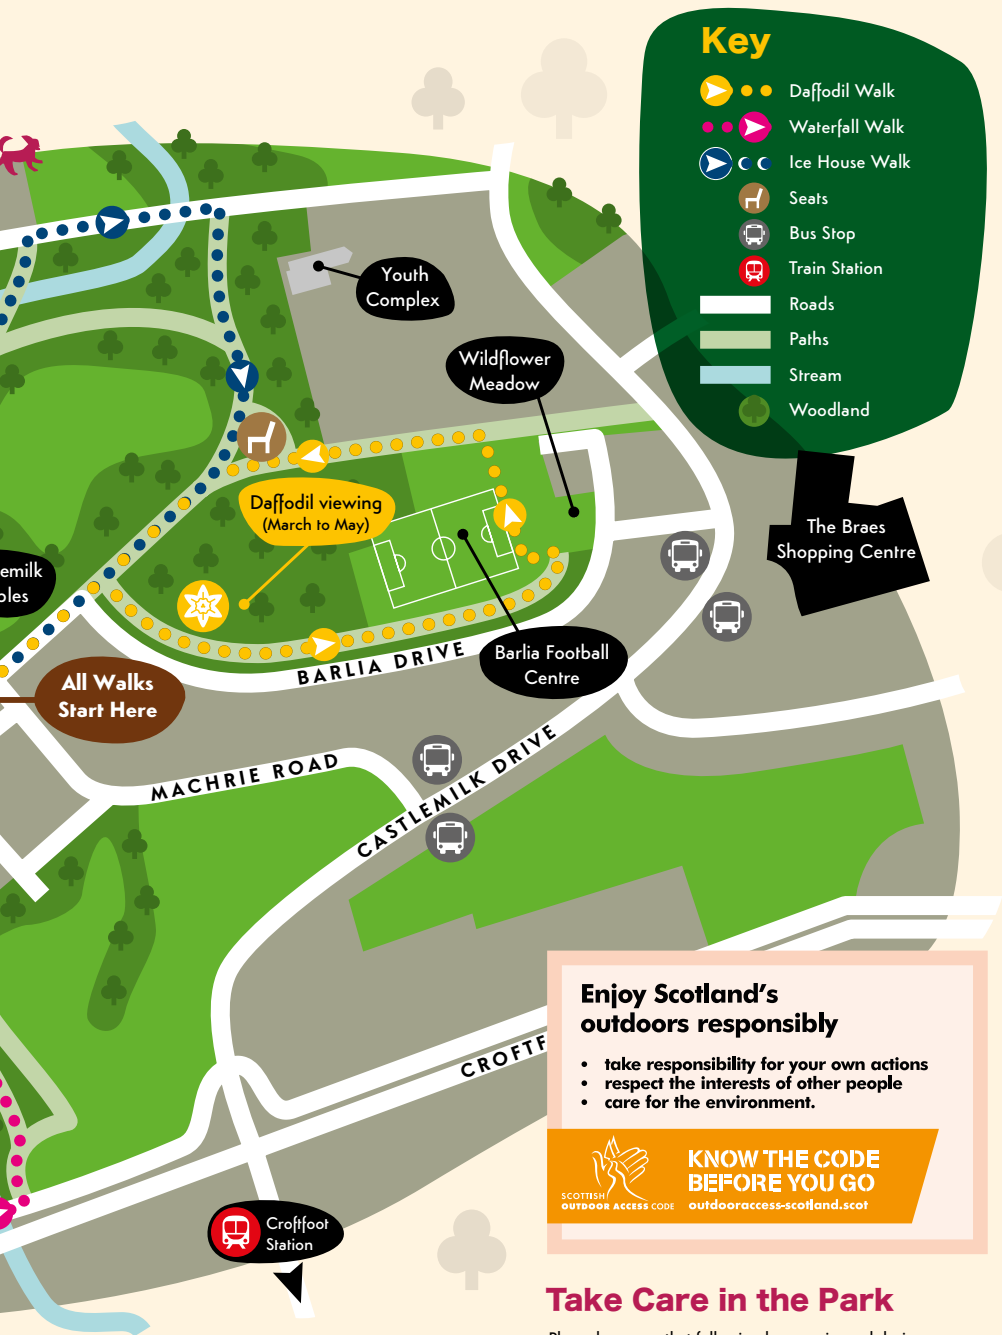 Key
Daffodil Walk
Waterfall Walk
Ice House Walk
Seats
Bus Stop
Train Station
Roads
Paths
Stream
Woodland
Youth
Complex
Wildflower
Meadow
Daffodil viewing
(March to May)
The Braes
Shopping Centre
emilk
bles
All Walks
Start Here
BARLIA DRIVE
Barlia Football
Centre
MACHRIE ROAD
CASTLEMILK DRIVE
CROFTF
Croftfoot
Station
Enjoy Scotland's
outdoors responsibly
• take responsibility for your own actions
• respect the interests of other people
• care for the environment.
SCOTTISH
OUTDOOR ACCESS CODE
KNOW THE CODE
BEFORE YOU GO
outdooraccess-scotland.scot
Take Care in the Park